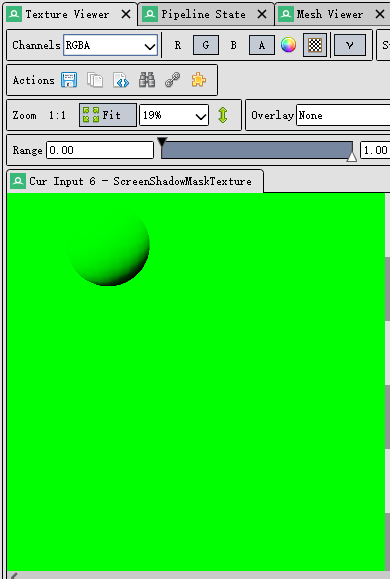 Texture Viewer Pipeline State Mesh Viewer
Channels RGBA R G B A γ
Actions
Zoom 1:1 Fit 19% Overlay None
Range 0.00 1.00
Cur Input 6 - ScreenShadowMaskTexture